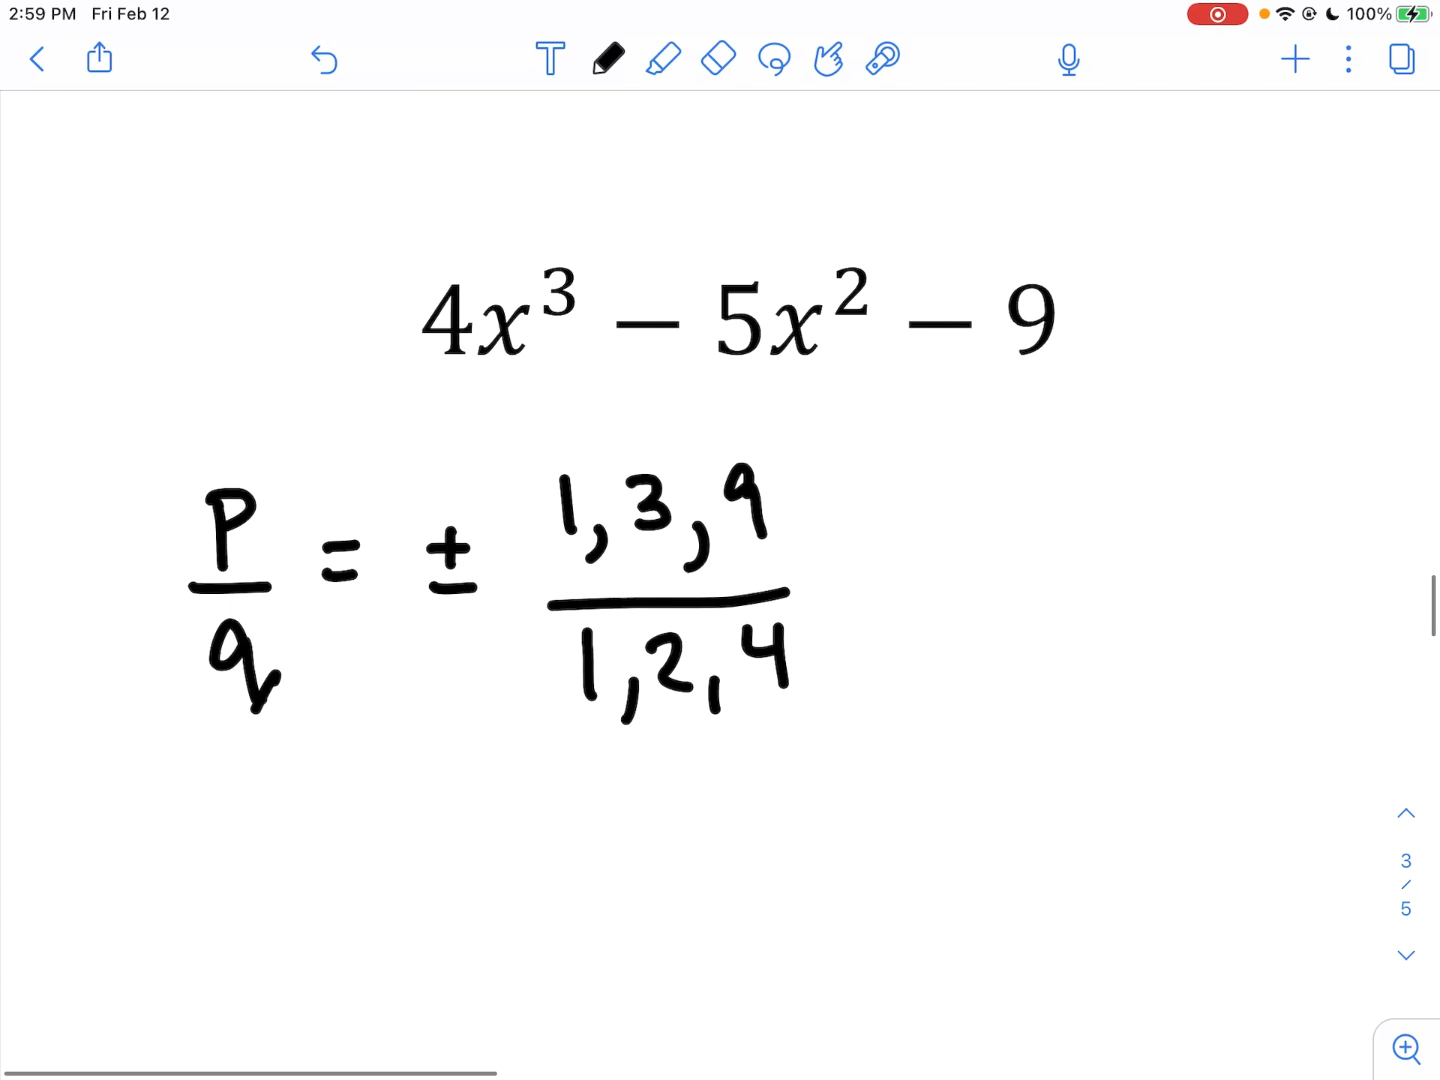 2:59 PM Fri Feb 12 100%
T
4x³ − 5x² − 9
p/q = ± 1,3,9/1,2,4
3
/
5